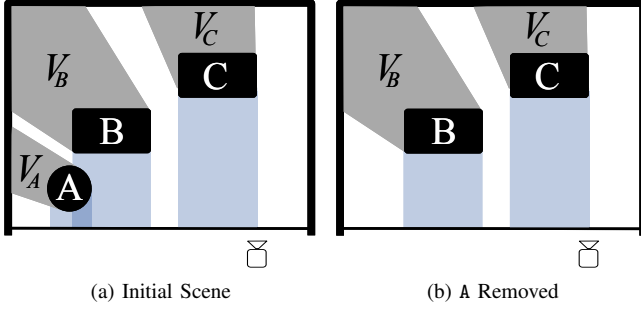 V_C
V_B
C
B
V_A
A
(a) Initial Scene
V_C
V_B
C
B
(b) A Removed